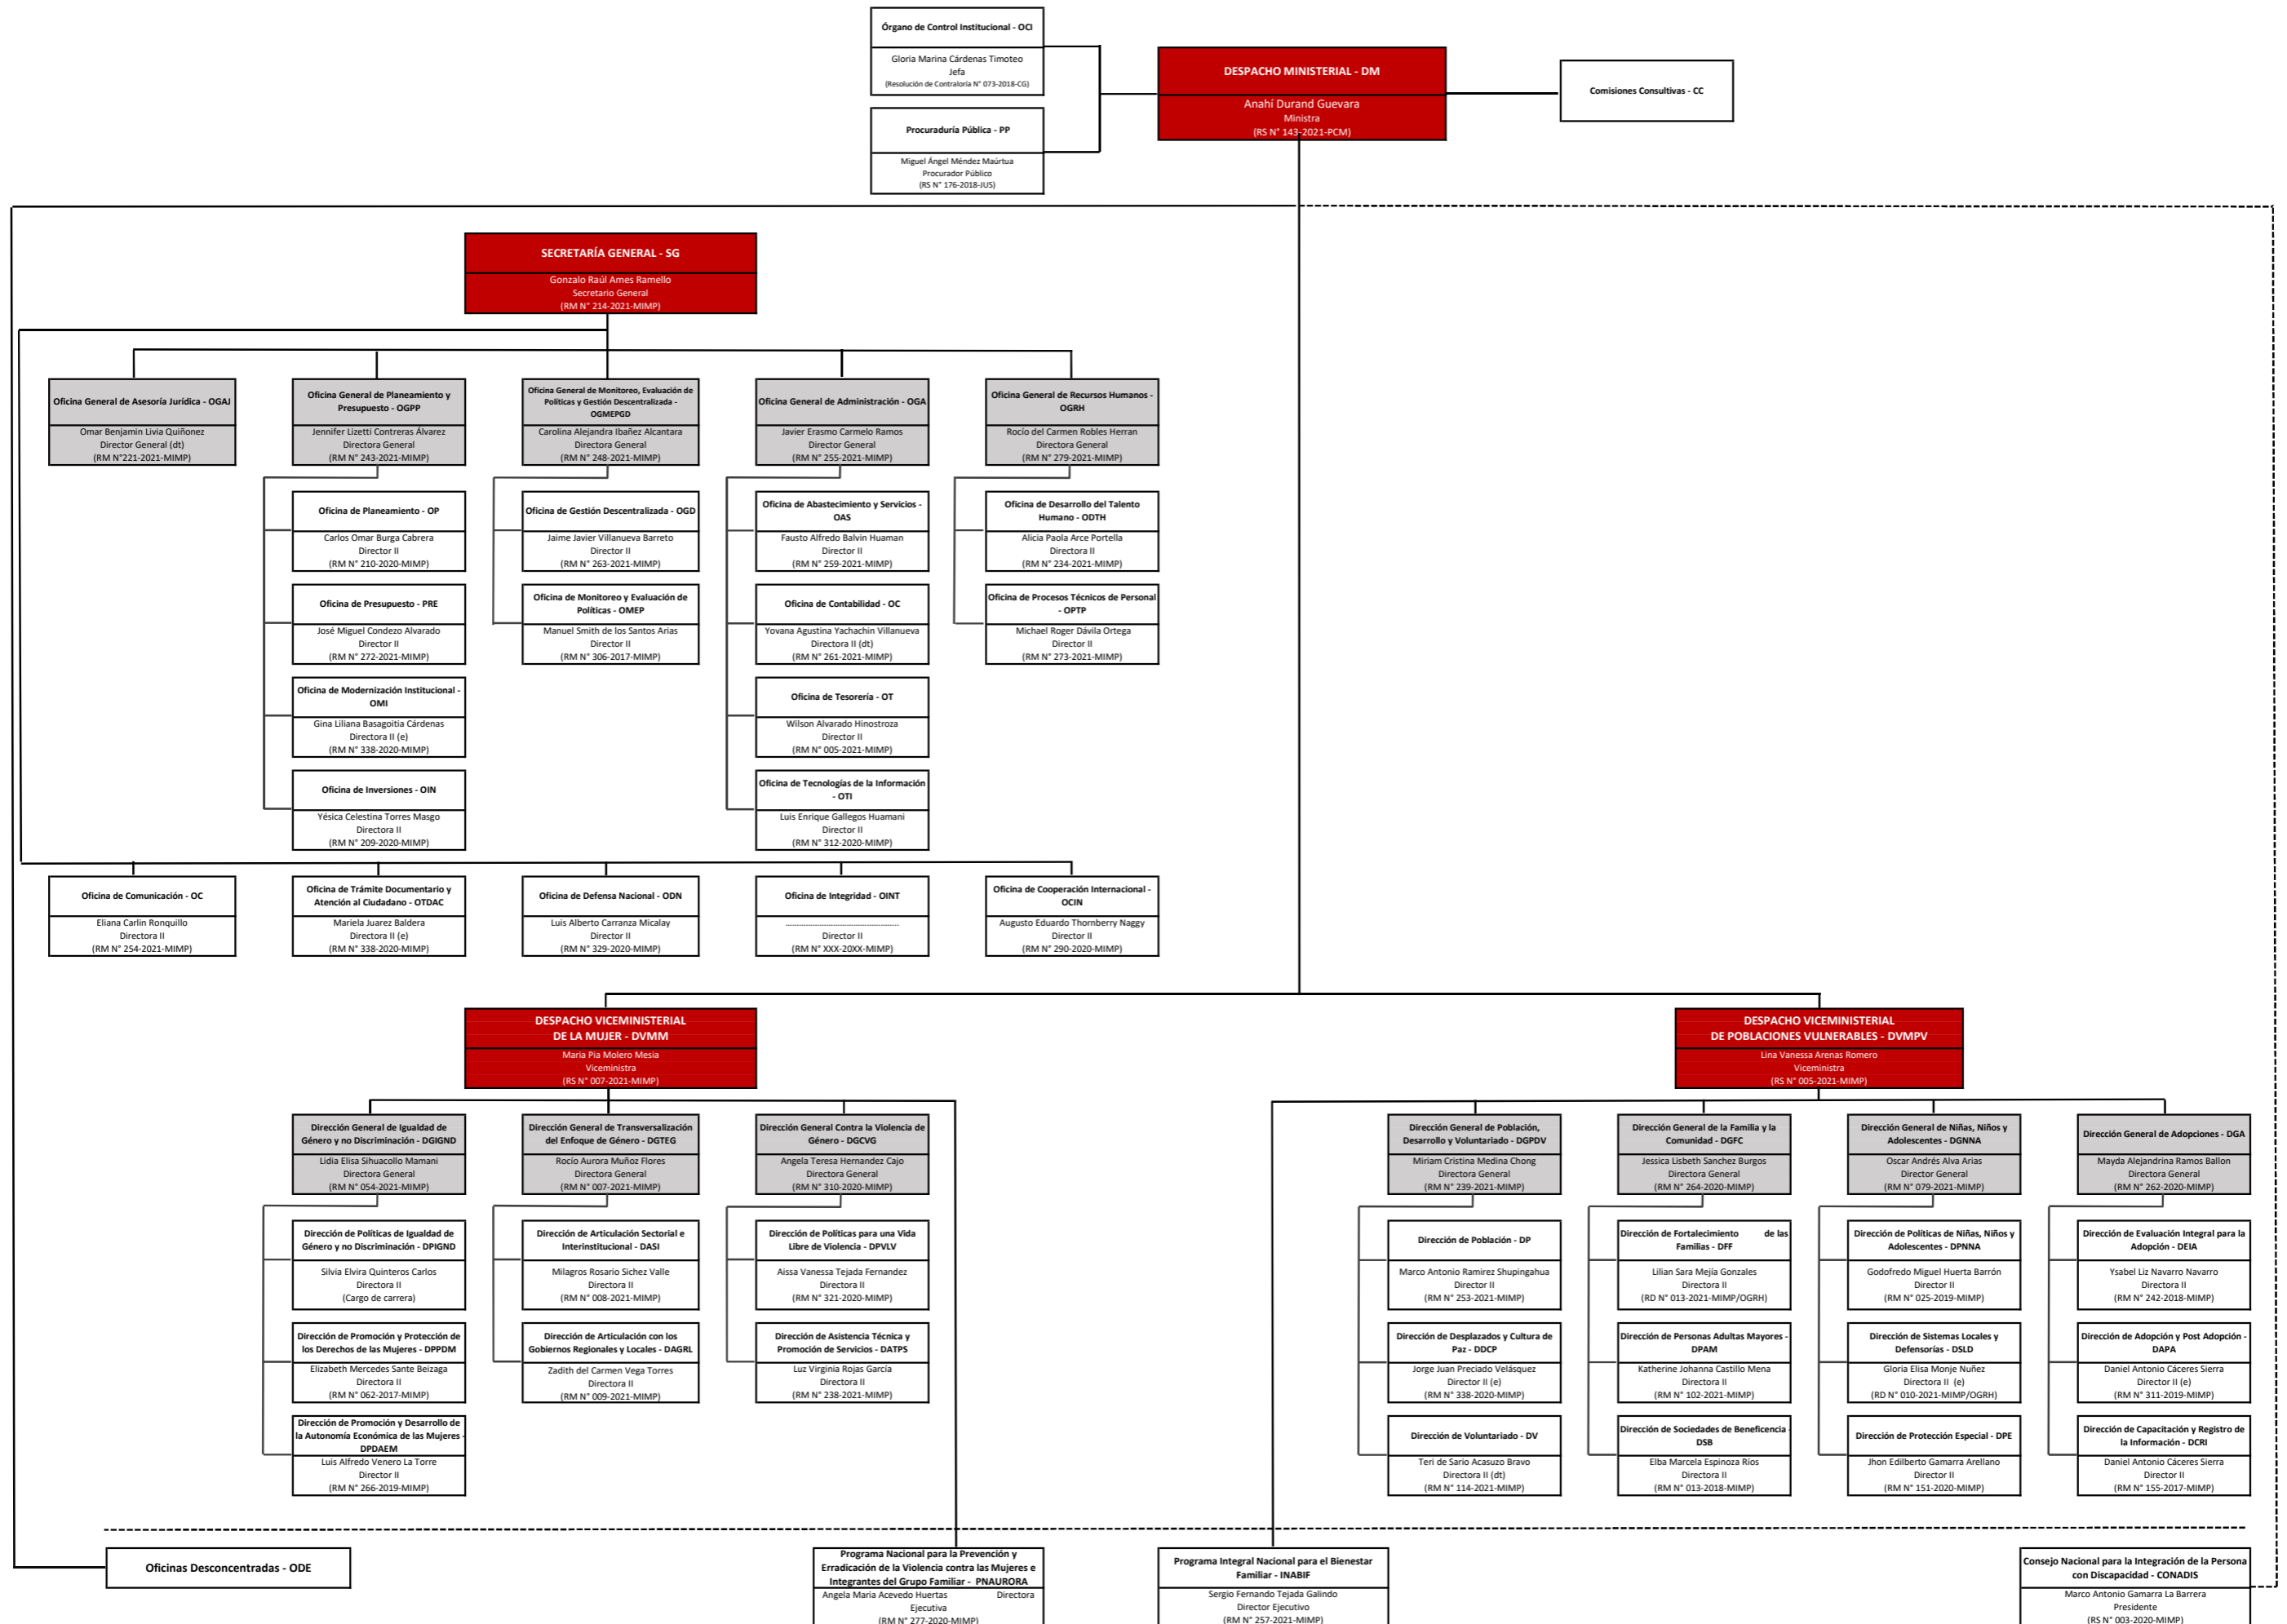 Órgano de Control Institucional - OCI
Gloria Marina Cárdenas Timoteo
Jefa
(Resolución de Contraloría N° 073-2018-CG)
Procuraduría Pública - PP
Miguel Ángel Méndez Maúrtua
Procurador Público
(RS N° 176-2018-JUS)
DESPACHO MINISTERIAL - DM
Anahí Durand Guevara
Ministra
(RS N° 143-2021-PCM)
Comisiones Consultivas - CC
SECRETARÍA GENERAL - SG
Gonzalo Raúl Ames Ramello
Secretario General
(RM N° 214-2021-MIMP)
Oficina General de Asesoría Jurídica - OGAJ
Omar Benjamin Livia Quiñonez
Director General (dt)
(RM N°221-2021-MIMP)
Oficina General de Planeamiento y
Presupuesto - OGPP
Jennifer Lizetti Contreras Álvarez
Directora General
(RM N° 243-2021-MIMP)
Oficina General de Monitoreo, Evaluación de
Políticas y Gestión Descentralizada -
OGMEPGD
Carolina Alejandra Ibañez Alcantara
Directora General
(RM N° 248-2021-MIMP)
Oficina General de Administración - OGA
Javier Erasmo Carmelo Ramos
Director General
(RM N° 255-2021-MIMP)
Oficina General de Recursos Humanos -
OGRH
Rocío del Carmen Robles Herran
Directora General
(RM N° 279-2021-MIMP)
Oficina de Planeamiento - OP
Carlos Omar Burga Cabrera
Director II
(RM N° 210-2020-MIMP)
Oficina de Gestión Descentralizada - OGD
Jaime Javier Villanueva Barreto
Director II
(RM N° 263-2021-MIMP)
Oficina de Abastecimiento y Servicios -
OAS
Fausto Alfredo Balvin Huaman
Director II
(RM N° 259-2021-MIMP)
Oficina de Desarrollo del Talento
Humano - ODTH
Alicia Paola Arce Portella
Directora II
(RM N° 234-2021-MIMP)
Oficina de Presupuesto - PRE
José Miguel Condezo Alvarado
Director II
(RM N° 272-2021-MIMP)
Oficina de Monitoreo y Evaluación de
Políticas - OMEP
Manuel Smith de los Santos Arias
Director II
(RM N° 306-2017-MIMP)
Oficina de Contabilidad - OC
Yovana Agustina Yachachin Villanueva
Directora II (dt)
(RM N° 261-2021-MIMP)
Oficina de Procesos Técnicos de Personal
- OPTP
Michael Roger Dávila Ortega
Director II
(RM N° 273-2021-MIMP)
Oficina de Modernización Institucional -
OMI
Gina Liliana Basagoitia Cárdenas
Directora II (e)
(RM N° 338-2020-MIMP)
Oficina de Tesorería - OT
Wilson Alvarado Hinostroza
Director II
(RM N° 005-2021-MIMP)
Oficina de Inversiones - OIN
Yésica Celestina Torres Masgo
Directora II
(RM N° 209-2020-MIMP)
Oficina de Tecnologías de la Información
- OTI
Luis Enrique Gallegos Huamani
Director II
(RM N° 312-2020-MIMP)
Oficina de Comunicación - OC
Eliana Carlin Ronquillo
Directora II
(RM N° 254-2021-MIMP)
Oficina de Trámite Documentario y
Atención al Ciudadano - OTDAC
Mariela Juarez Baldera
Directora II (e)
(RM N° 338-2020-MIMP)
Oficina de Defensa Nacional - ODN
Luis Alberto Carranza Micalay
Director II
(RM N° 329-2020-MIMP)
Oficina de Integridad - OINT
................................................
Director II
(RM N° XXX-20XX-MIMP)
Oficina de Cooperación Internacional -
OCIN
Augusto Eduardo Thornberry Naggy
Director II
(RM N° 290-2020-MIMP)
DESPACHO VICEMINISTERIAL
DE LA MUJER - DVMM
Maria Pia Molero Mesia
Viceministra
(RS N° 007-2021-MIMP)
DESPACHO VICEMINISTERIAL
DE POBLACIONES VULNERABLES - DVMPV
Lina Vanessa Arenas Romero
Viceministra
(RS N° 005-2021-MIMP)
Dirección General de Igualdad de
Género y no Discriminación - DGIGND
Lidia Elisa Sihuacollo Mamani
Directora General
(RM N° 054-2021-MIMP)
Dirección General de Transversalización
del Enfoque de Género - DGTEG
Rocío Aurora Muñoz Flores
Directora General
(RM N° 007-2021-MIMP)
Dirección General Contra la Violencia de
Género - DGCVG
Angela Teresa Hernandez Cajo
Directora General
(RM N° 310-2020-MIMP)
Dirección General de Población,
Desarrollo y Voluntariado - DGPDV
Miriam Cristina Medina Chong
Directora General
(RM N° 239-2021-MIMP)
Dirección General de la Familia y la
Comunidad - DGFC
Jessica Lisbeth Sanchez Burgos
Directora General
(RM N° 264-2020-MIMP)
Dirección General de Niñas, Niños y
Adolescentes - DGNNA
Oscar Andrés Alva Arias
Director General
(RM N° 079-2021-MIMP)
Dirección General de Adopciones - DGA
Mayda Alejandrina Ramos Ballon
Directora General
(RM N° 262-2020-MIMP)
Dirección de Políticas de Igualdad de
Género y no Discriminación - DPIGND
Silvia Elvira Quinteros Carlos
Directora II
(Cargo de carrera)
Dirección de Articulación Sectorial e
Interinstitucional - DASI
Milagros Rosario Sichez Valle
Directora II
(RM N° 008-2021-MIMP)
Dirección de Políticas para una Vida
Libre de Violencia - DPVLV
Aissa Vanessa Tejada Fernandez
Directora II
(RM N° 321-2020-MIMP)
Dirección de Población - DP
Marco Antonio Ramirez Shupingahua
Director II
(RM N° 253-2021-MIMP)
Dirección de Fortalecimiento de las
Familias - DFF
Lilian Sara Mejía Gonzales
Directora II
(RD N° 013-2021-MIMP/OGRH)
Dirección de Políticas de Niñas, Niños y
Adolescentes - DPNNA
Godofredo Miguel Huerta Barrón
Director II
(RM N° 025-2019-MIMP)
Dirección de Evaluación Integral para la
Adopción - DEIA
Ysabel Liz Navarro Navarro
Directora II
(RM N° 242-2018-MIMP)
Dirección de Promoción y Protección de
los Derechos de las Mujeres - DPPDM
Elizabeth Mercedes Sante Beizaga
Directora II
(RM N° 062-2017-MIMP)
Dirección de Articulación con los
Gobiernos Regionales y Locales - DAGRL
Zadith del Carmen Vega Torres
Directora II
(RM N° 009-2021-MIMP)
Dirección de Asistencia Técnica y
Promoción de Servicios - DATPS
Luz Virginia Rojas García
Directora II
(RM N° 238-2021-MIMP)
Dirección de Desplazados y Cultura de
Paz - DDCP
Jorge Juan Preciado Velásquez
Director II (e)
(RM N° 338-2020-MIMP)
Dirección de Personas Adultas Mayores -
DPAM
Katherine Johanna Castillo Mena
Directora II
(RM N° 102-2021-MIMP)
Dirección de Sistemas Locales y
Defensorías - DSLD
Gloria Elisa Monje Nuñez
Directora II (e)
(RD N° 010-2021-MIMP/OGRH)
Dirección de Adopción y Post Adopción -
DAPA
Daniel Antonio Cáceres Sierra
Director II (e)
(RM N° 311-2019-MIMP)
Dirección de Promoción y Desarrollo de
la Autonomía Económica de las Mujeres -
DPDAEM
Luis Alfredo Venero La Torre
Director II
(RM N° 266-2019-MIMP)
Dirección de Voluntariado - DV
Teri de Sario Acasuzo Bravo
Directora II (dt)
(RM N° 114-2021-MIMP)
Dirección de Sociedades de Beneficencia -
DSB
Elba Marcela Espinoza Ríos
Directora II
(RM N° 013-2018-MIMP)
Dirección de Protección Especial - DPE
Jhon Edilberto Gamarra Arellano
Director II
(RM N° 151-2020-MIMP)
Dirección de Capacitación y Registro de
la Información - DCRI
Daniel Antonio Cáceres Sierra
Director II
(RM N° 155-2017-MIMP)
Oficinas Desconcentradas - ODE
Programa Nacional para la Prevención y
Erradicación de la Violencia contra las Mujeres e
Integrantes del Grupo Familiar - PNAURORA
Angela Maria Acevedo Huertas Directora
Ejecutiva
(RM N° 277-2020-MIMP)
Programa Integral Nacional para el Bienestar
Familiar - INABIF
Sergio Fernando Tejada Galindo
Director Ejecutivo
(RM N° 257-2021-MIMP)
Consejo Nacional para la Integración de la Persona
con Discapacidad - CONADIS
Marco Antonio Gamarra La Barrera
Presidente
(RS N° 003-2020-MIMP)